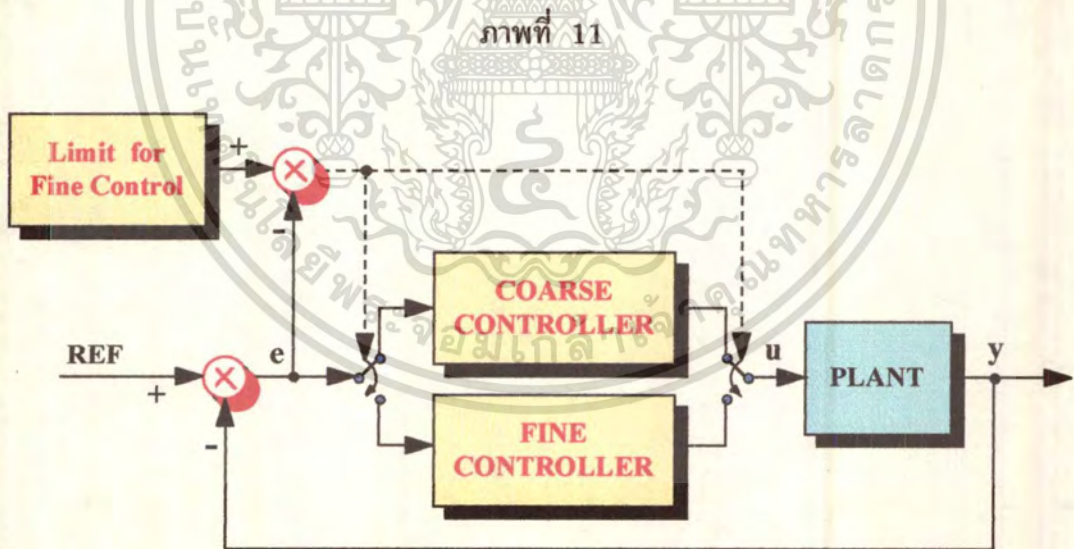 ภาพที่ 11
Limit for
Fine Control
+
-
COARSE
CONTROLLER
REF
e
+
-
u
PLANT
y
FINE
CONTROLLER